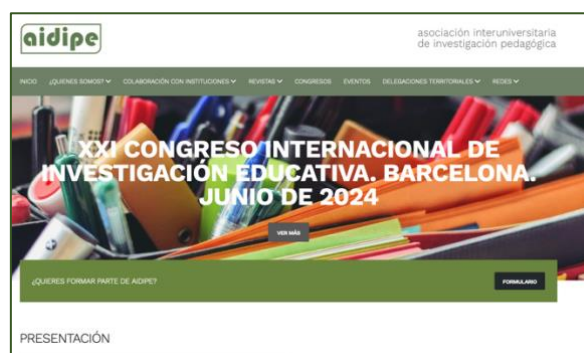 aidipe
asociación interuniversitaria
de investigación pedagógica
INICIO ¿QUIENES SOMOS? COLABORACIÓN CON INSTITUCIONES REVISTAS CONGRESOS EVENTOS DELEGACIONES TERRITORIALES REDES
XXI CONGRESO INTERNACIONAL DE
INVESTIGACIÓN EDUCATIVA. BARCELONA.
JUNIO DE 2024
VER MÁS
¿QUIERES FORMAR PARTE DE AIDIPE?
FORMULARIO
PRESENTACIÓN